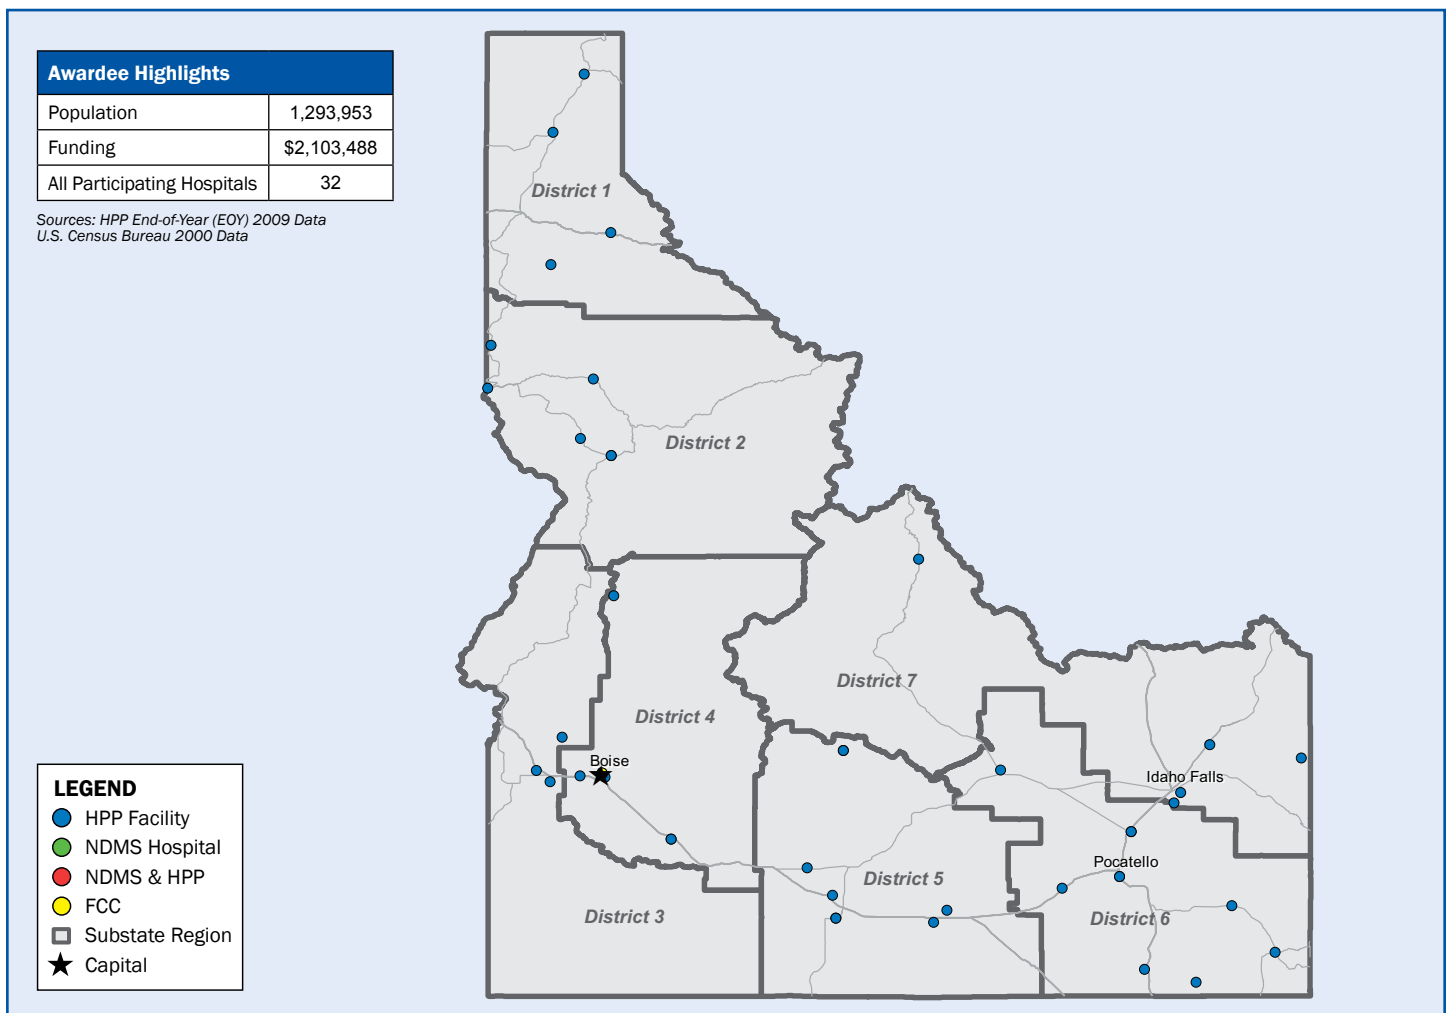 Awardee Highlights
Population 1,293,953
Funding $2,103,488
All Participating Hospitals 32
Sources: HPP End-of-Year (EOY) 2009 Data
U.S. Census Bureau 2000 Data
District 1
District 2
District 7
District 4
Boise
Idaho Falls
Pocatello
District 5
District 3
District 6
LEGEND
HPP Facility
NDMS Hospital
NDMS & HPP
FCC
Substate Region
Capital